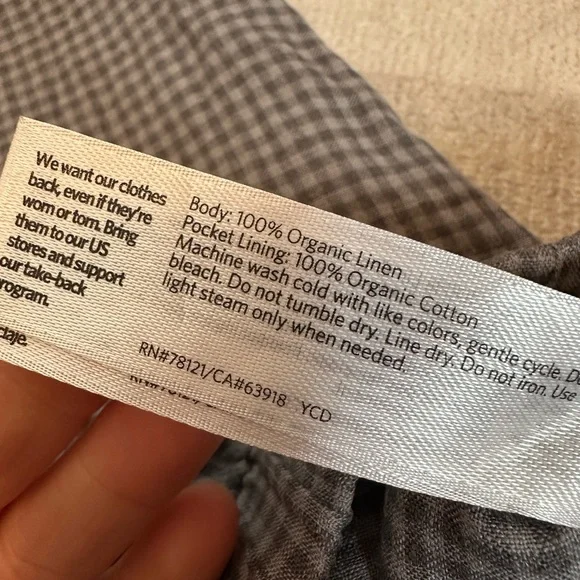 We want our clothes
back, even if they're
worn or torn. Bring
them to our US
stores and support
our take-back
program.
Body: 100% Organic Linen
Pocket Lining: 100% Organic Cotton
Machine wash cold with like colors, gentle cycle.
bleach. Do not tumble dry. Line dry. Do not iron. Use
light steam only when needed.
RN#78121/CA#63918 YCD